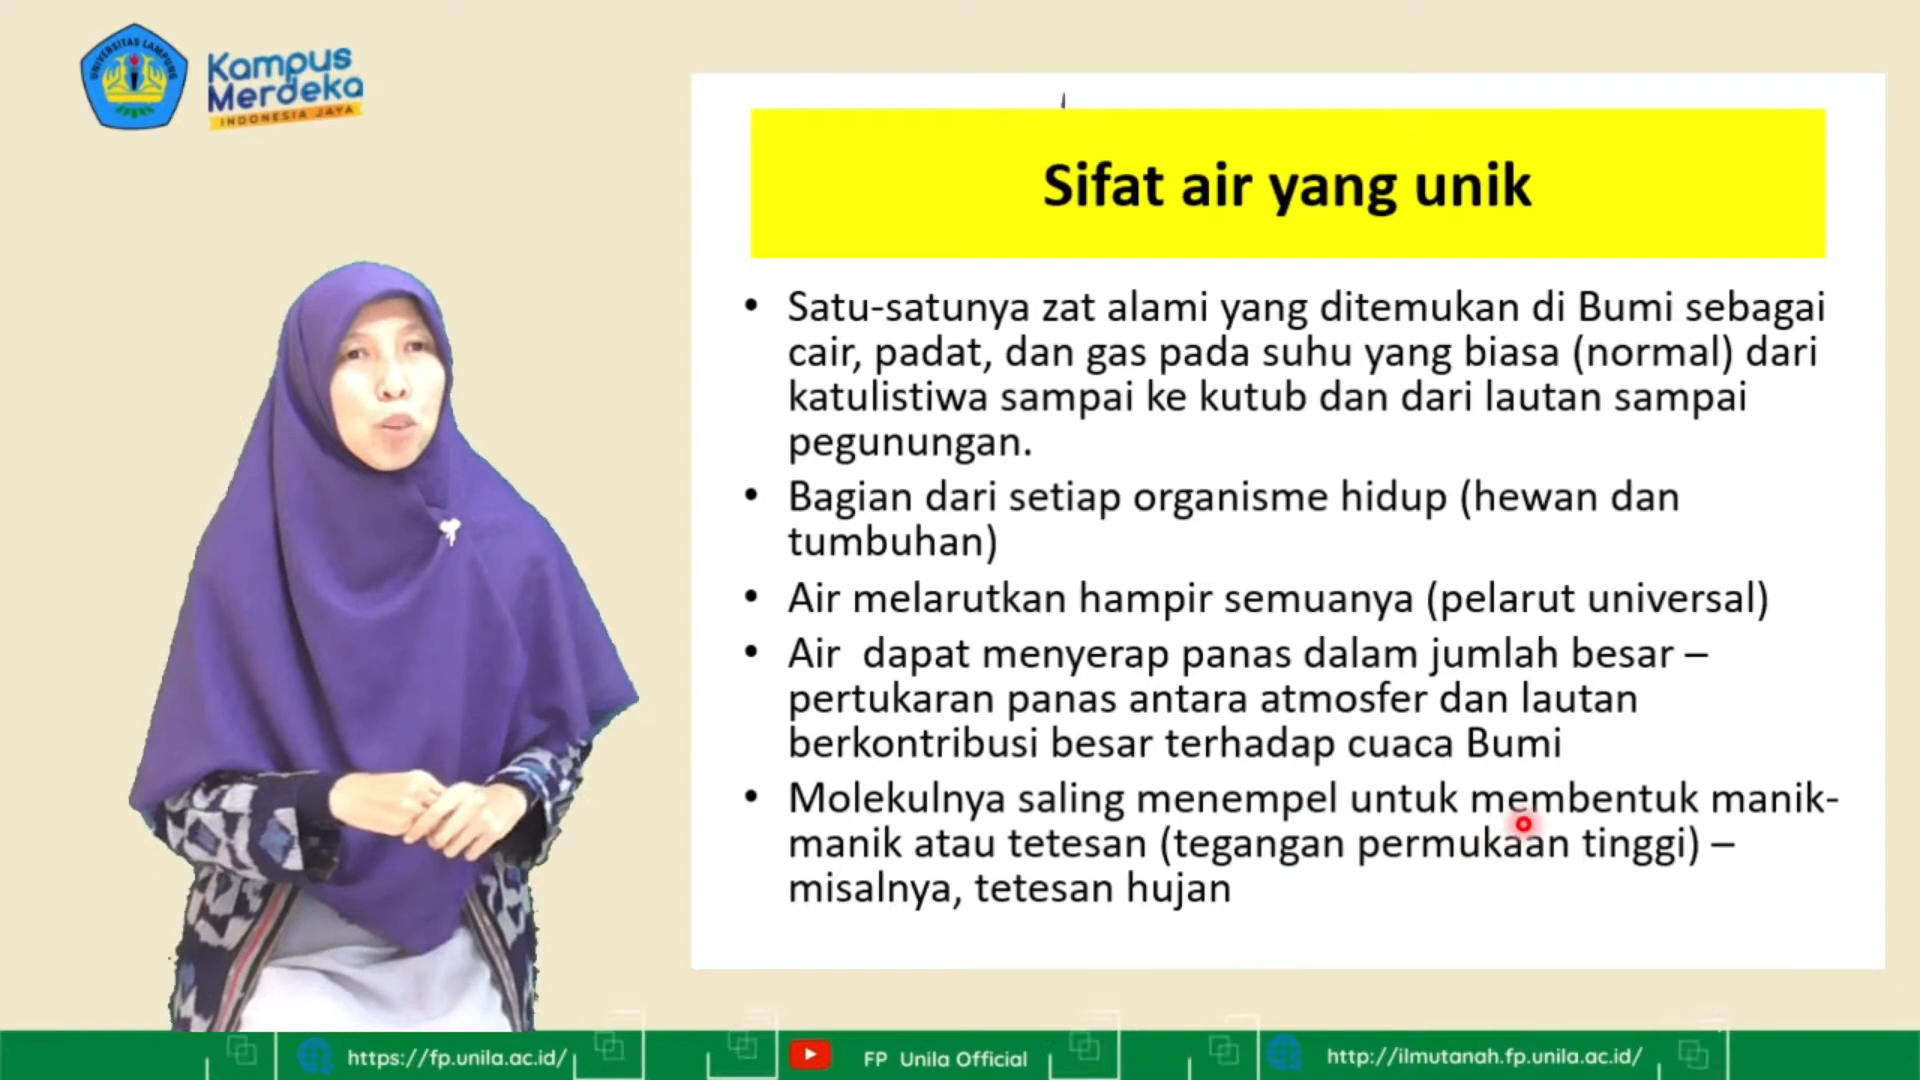 UNIVERSITAS LAMPUNG
Kampus
Merdeka
INDONESIA JAYA
Sifat air yang unik
• Satu-satunya zat alami yang ditemukan di Bumi sebagai
cair, padat, dan gas pada suhu yang biasa (normal) dari
katulistiwa sampai ke kutub dan dari lautan sampai
pegunungan.
• Bagian dari setiap organisme hidup (hewan dan
tumbuhan)
• Air melarutkan hampir semuanya (pelarut universal)
• Air  dapat menyerap panas dalam jumlah besar –
pertukaran panas antara atmosfer dan lautan
berkontribusi besar terhadap cuaca Bumi
• Molekulnya saling menempel untuk membentuk manik-
manik atau tetesan (tegangan permukaan tinggi) –
misalnya, tetesan hujan
https://fp.unila.ac.id/
FP Unila Official
http://ilmutanah.fp.unila.ac.id/